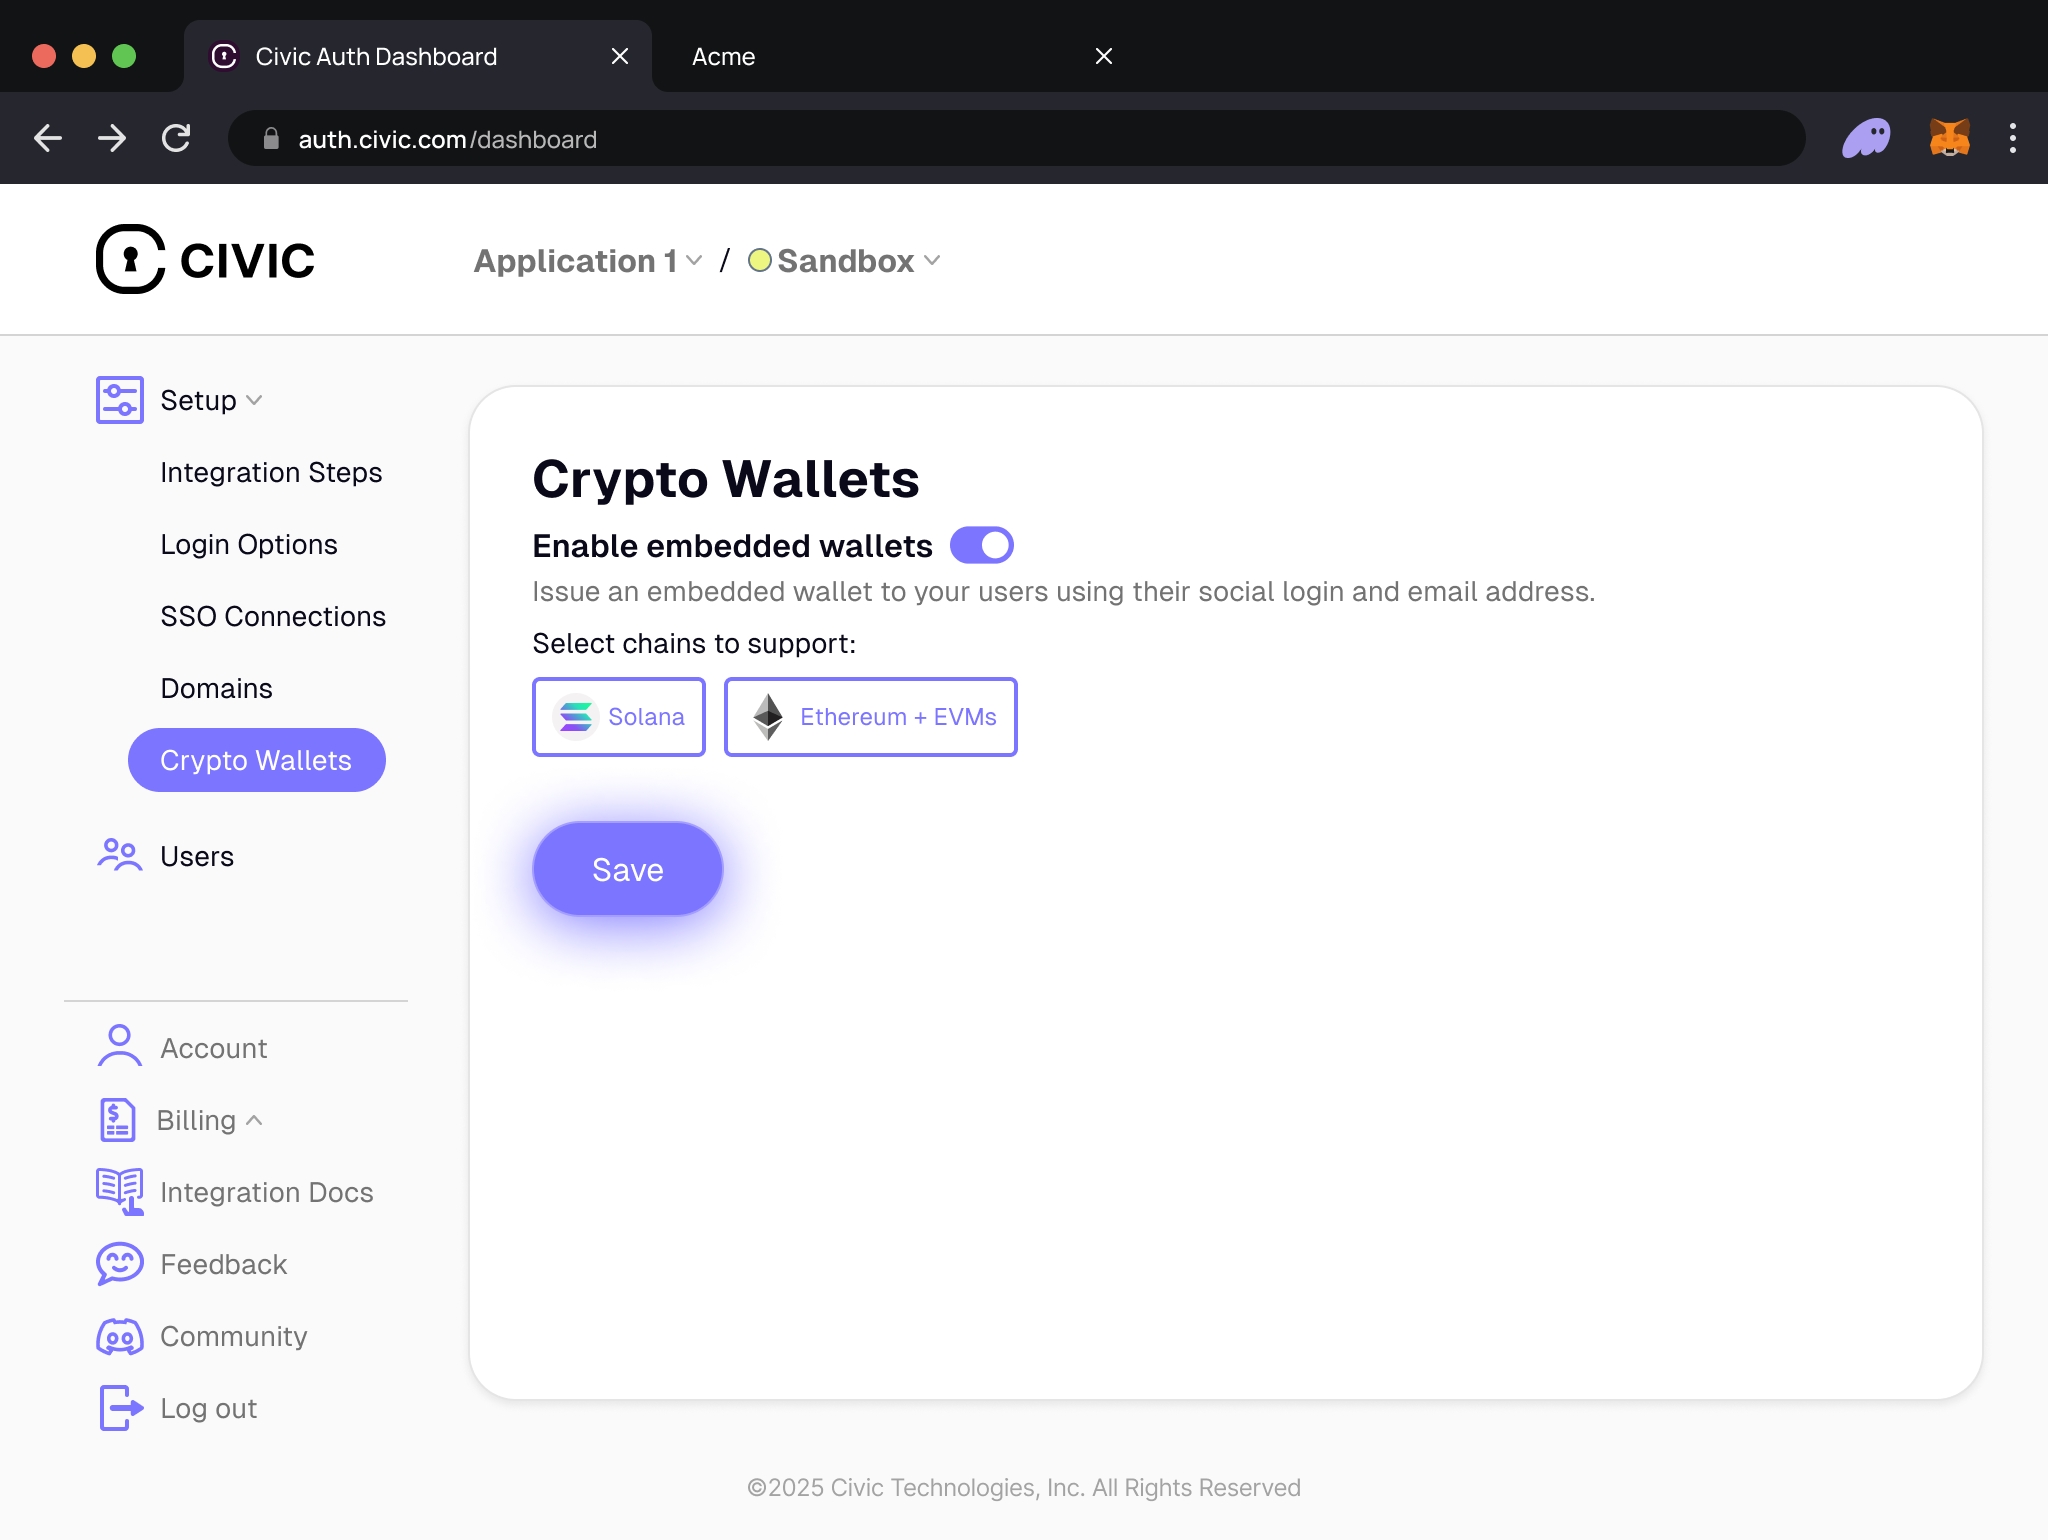 Civic Auth Dashboard
Acme
auth.civic.com/dashboard
CIVIC
Application 1 / Sandbox
Setup
Integration Steps
Login Options
SSO Connections
Domains
Crypto Wallets
Users
Account
Billing
Integration Docs
Feedback
Community
Log out
Crypto Wallets
Enable embedded wallets
Issue an embedded wallet to your users using their social login and email address.
Select chains to support:
Solana
Ethereum + EVMs
Save
©2025 Civic Technologies, Inc. All Rights Reserved